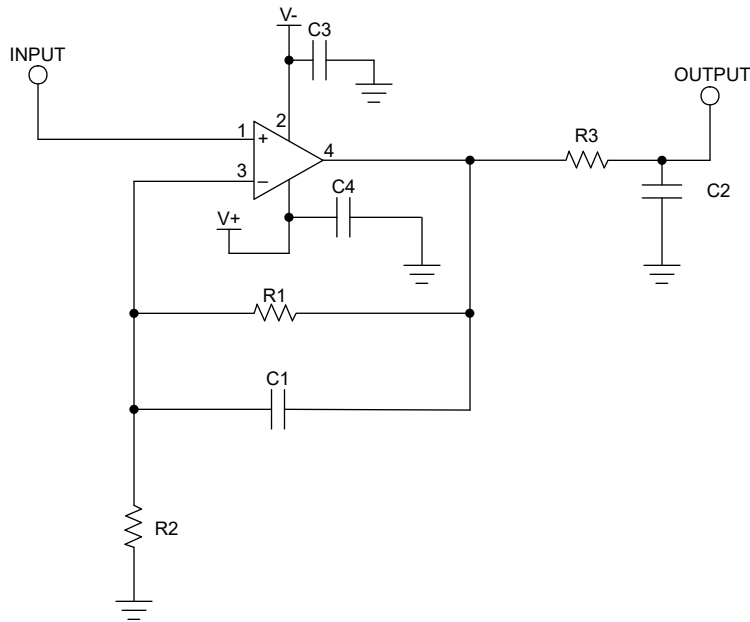 V-
C3
INPUT
OUTPUT
2
R3
1
+
4
3
–
C4
C2
V+
R1
C1
R2